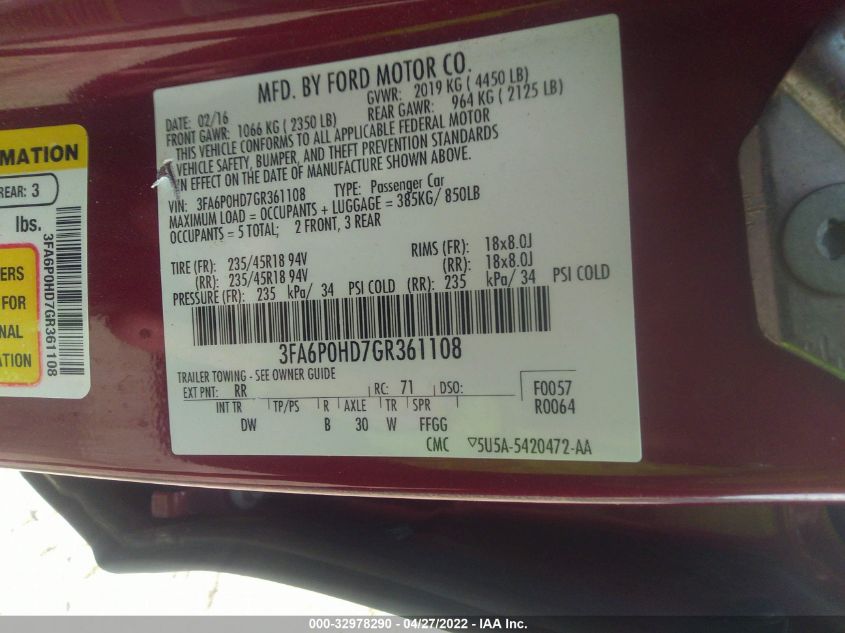 MFD. BY FORD MOTOR CO.
DATE: 02/16 GVWR: 2019 KG ( 4450 LB)
FRONT GAWR: 1066 KG ( 2350 LB) REAR GAWR: 964 KG ( 2125 LB)
THIS VEHICLE CONFORMS TO ALL APPLICABLE FEDERAL MOTOR
VEHICLE SAFETY, BUMPER, AND THEFT PREVENTION STANDARDS
IN EFFECT ON THE DATE OF MANUFACTURE SHOWN ABOVE.
VIN: 3FA6P0HD7GR361108 TYPE: Passenger Car
MAXIMUM LOAD = OCCUPANTS + LUGGAGE = 385KG/ 850LB
OCCUPANTS = 5 TOTAL; 2 FRONT, 3 REAR
TIRE (FR): 235/45R18 94V RIMS (FR): 18x8.0J
(RR): 235/45R18 94V (RR): 18x8.0J
PRESSURE (FR): 235 kPa/ 34 PSI COLD (RR): 235 kPa/ 34 PSI COLD
3FA6P0HD7GR361108
TRAILER TOWING - SEE OWNER GUIDE
EXT PNT: RR RC: 71 DSO: F0057
INT TR TP/PS R AXLE TR SPR R0064
DW B 30 W FFGG
CMC ▽5U5A-5420472-AA
MATION
REAR: 3
lbs.
ERS
FOR
NAL
TION
3FA6P0HD7GR361108
000-32978290 - 04/27/2022 - IAA Inc.